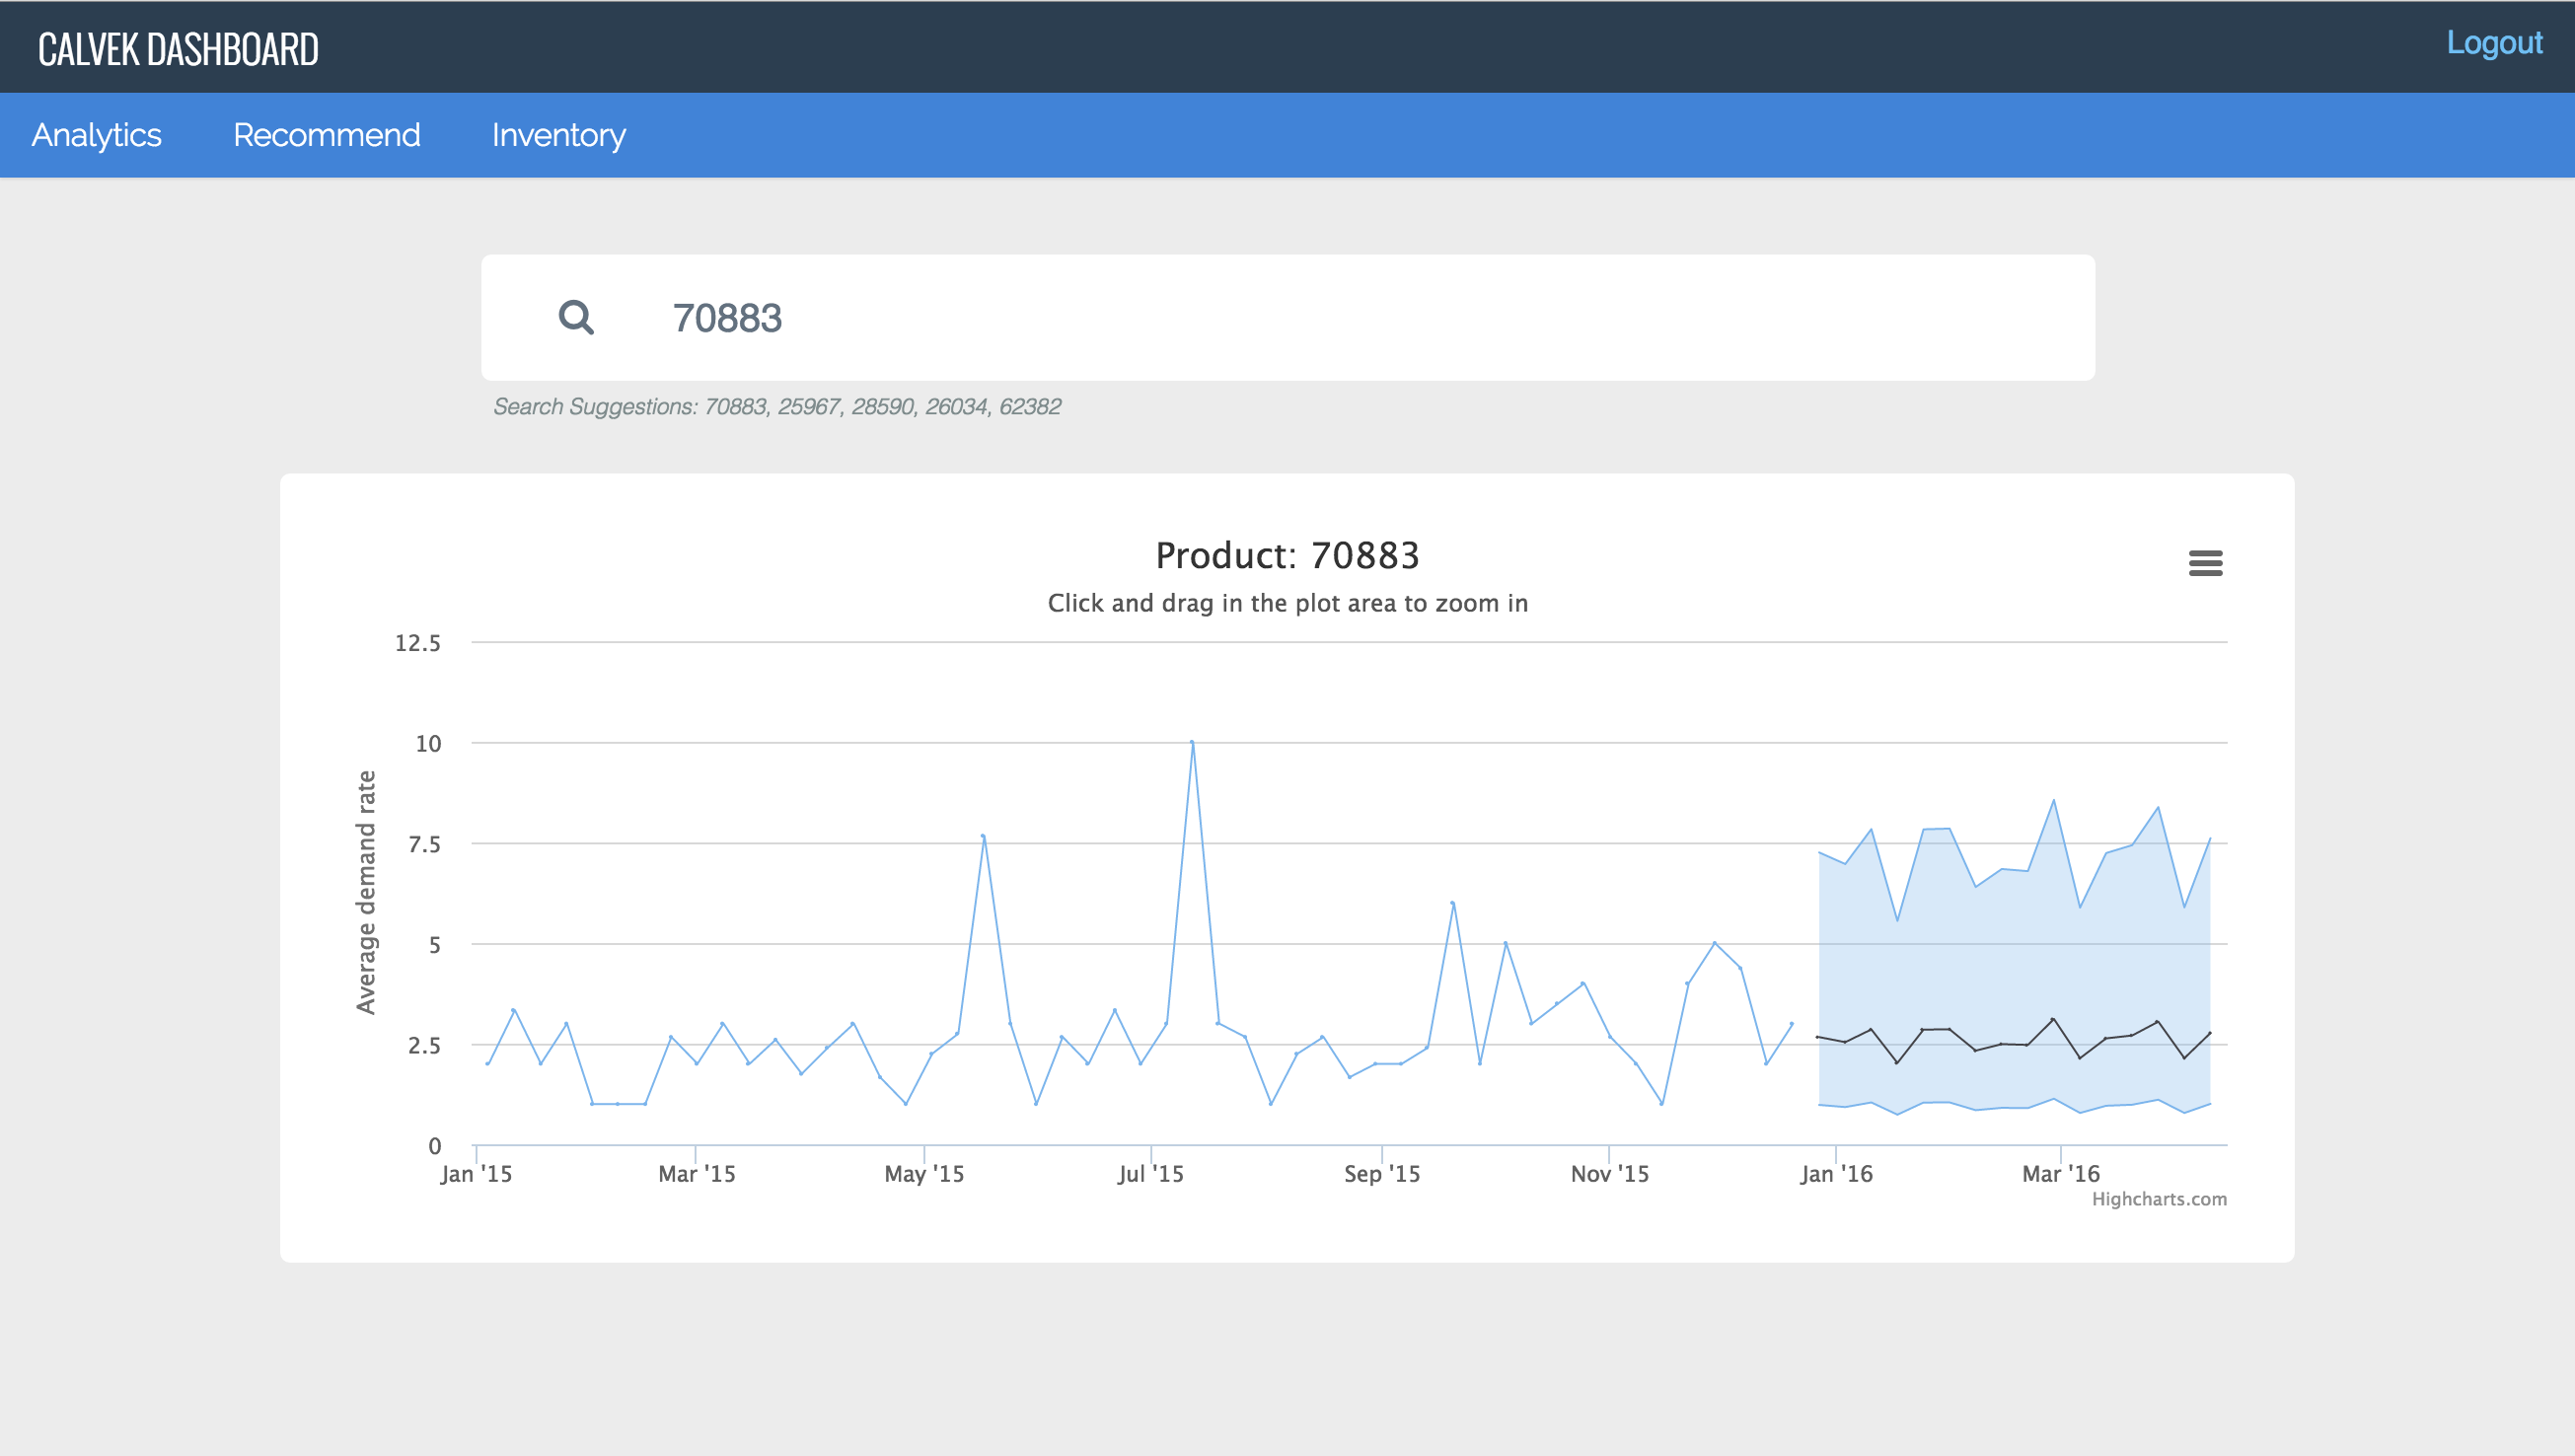 CALVEK DASHBOARD
Logout
Analytics
Recommend
Inventory
70883
Search Suggestions: 70883, 25967, 28590, 26034, 62382
Product: 70883
Click and drag in the plot area to zoom in
Average demand rate
12.5
10
7.5
5
2.5
0
Jan '15
Mar '15
May '15
Jul '15
Sep '15
Nov '15
Jan '16
Mar '16
Highcharts.com